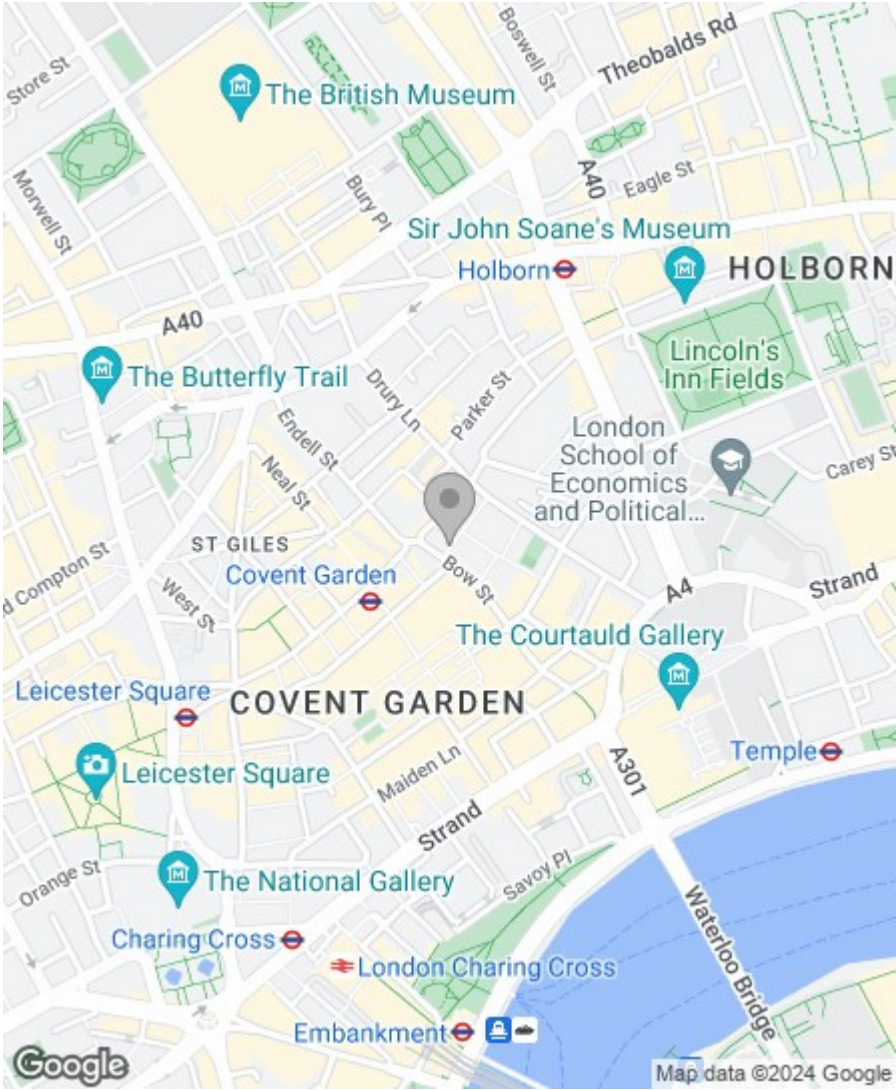 Store St
Boswell St
Theobalds Rd
The British Museum
Morwell St
Bury Pl
A40
Eagle St
Sir John Soane's Museum
Holborn
HOLBORN
A40
Lincoln's
Inn Fields
The Butterfly Trail
Drury Ln
Parker St
Endell St
London
School of
Economics
and Political...
Carey St
Neal St
ST GILES
d Compton St
Covent Garden
Bow St
West St
A4
Strand
The Courtauld Gallery
Leicester Square
COVENT GARDEN
Temple
Leicester Square
Maiden Ln
A301
Strand
Orange St
The National Gallery
Savoy Pl
Waterloo Bridge
Charing Cross
London Charing Cross
Embankment
Google
Map data ©2024 Google